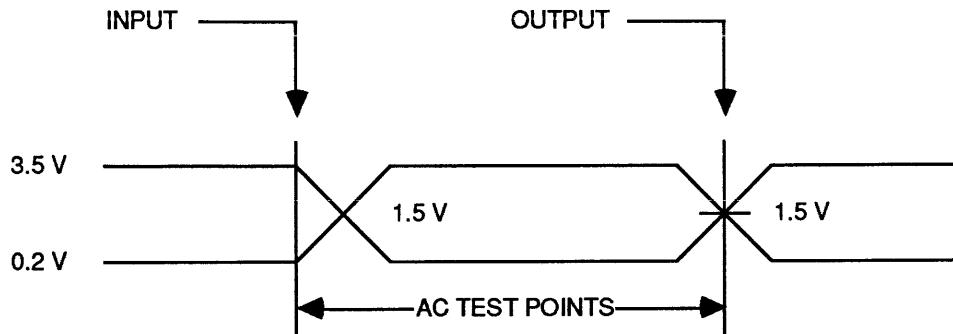 INPUT
OUTPUT
3.5 V
1.5 V
1.5 V
0.2 V
AC TEST POINTS